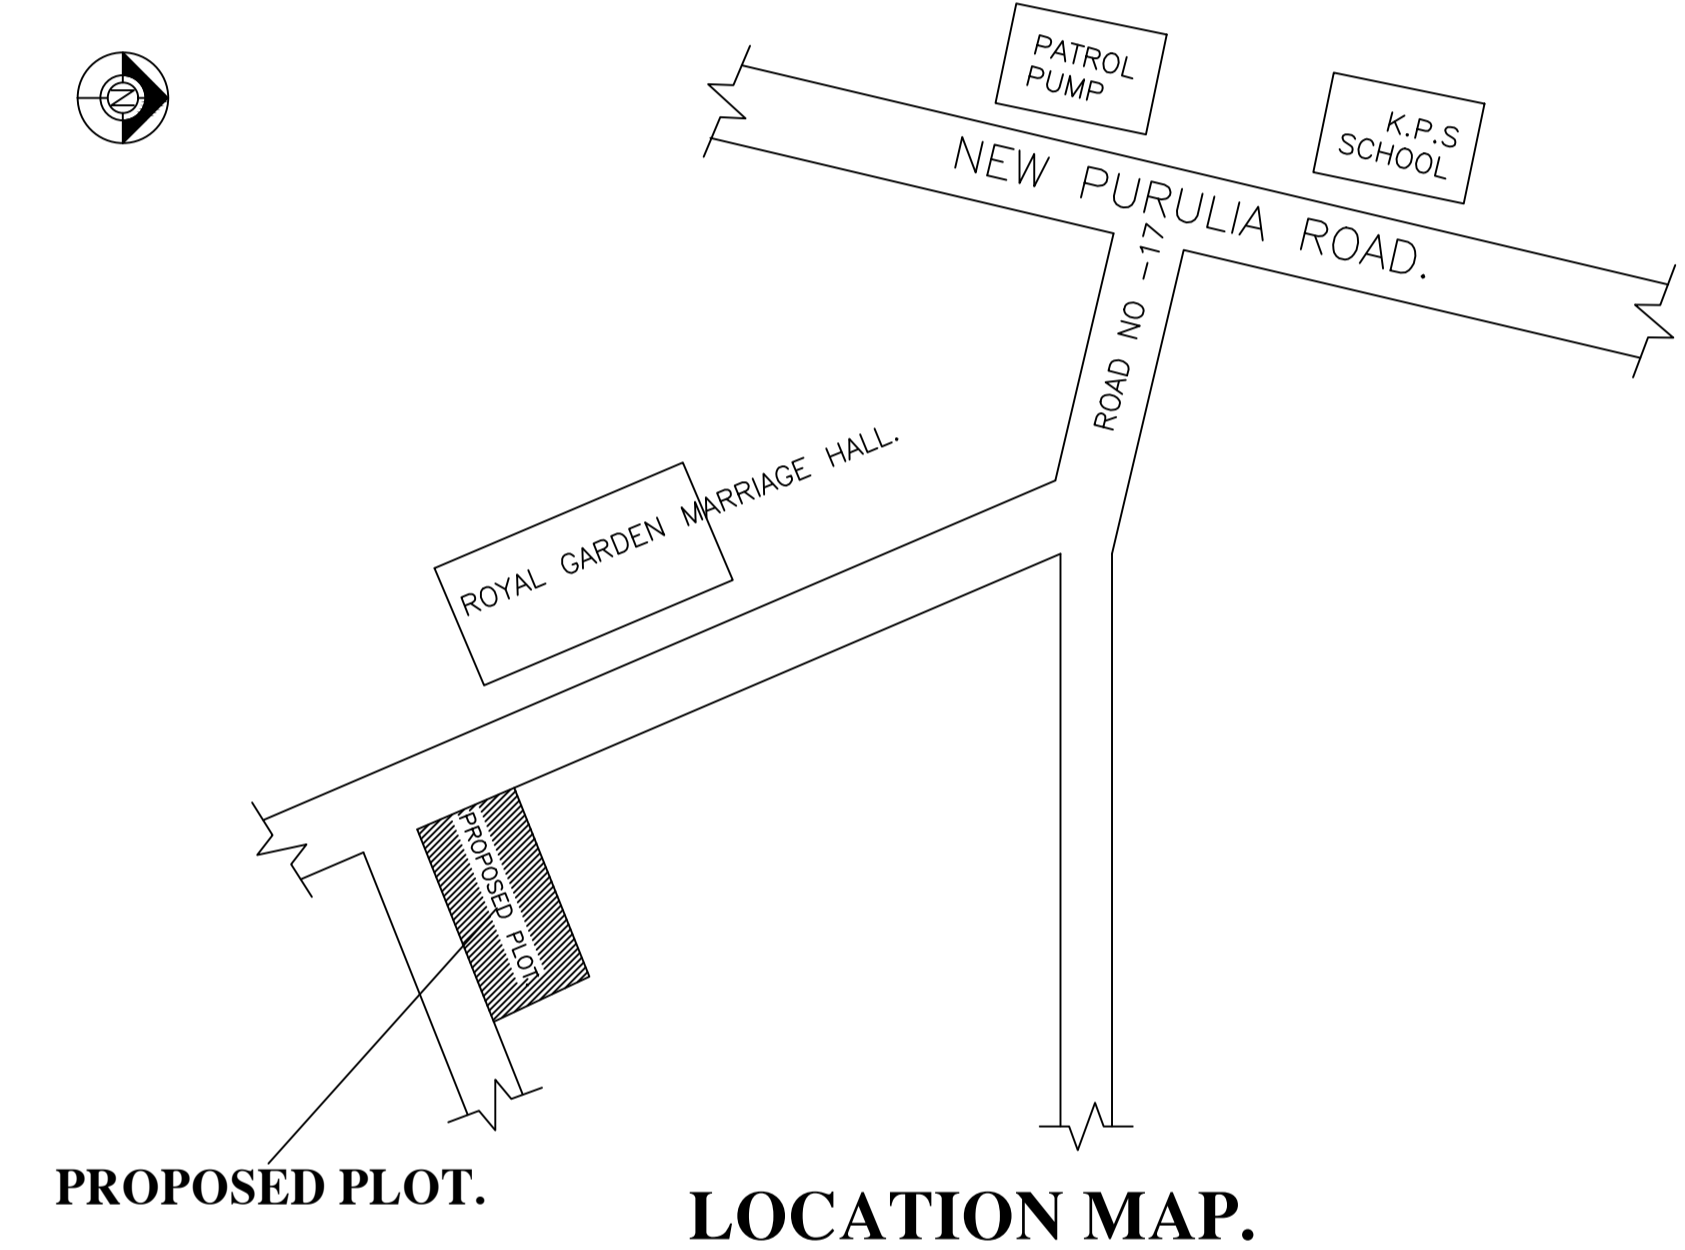 N
PATROL
PUMP
K.P.S
SCHOOL
NEW PURULIA ROAD.
ROAD NO -17
ROYAL GARDEN MARRIAGE HALL.
PROPOSED PLOT.
PROPOSED PLOT.
LOCATION MAP.